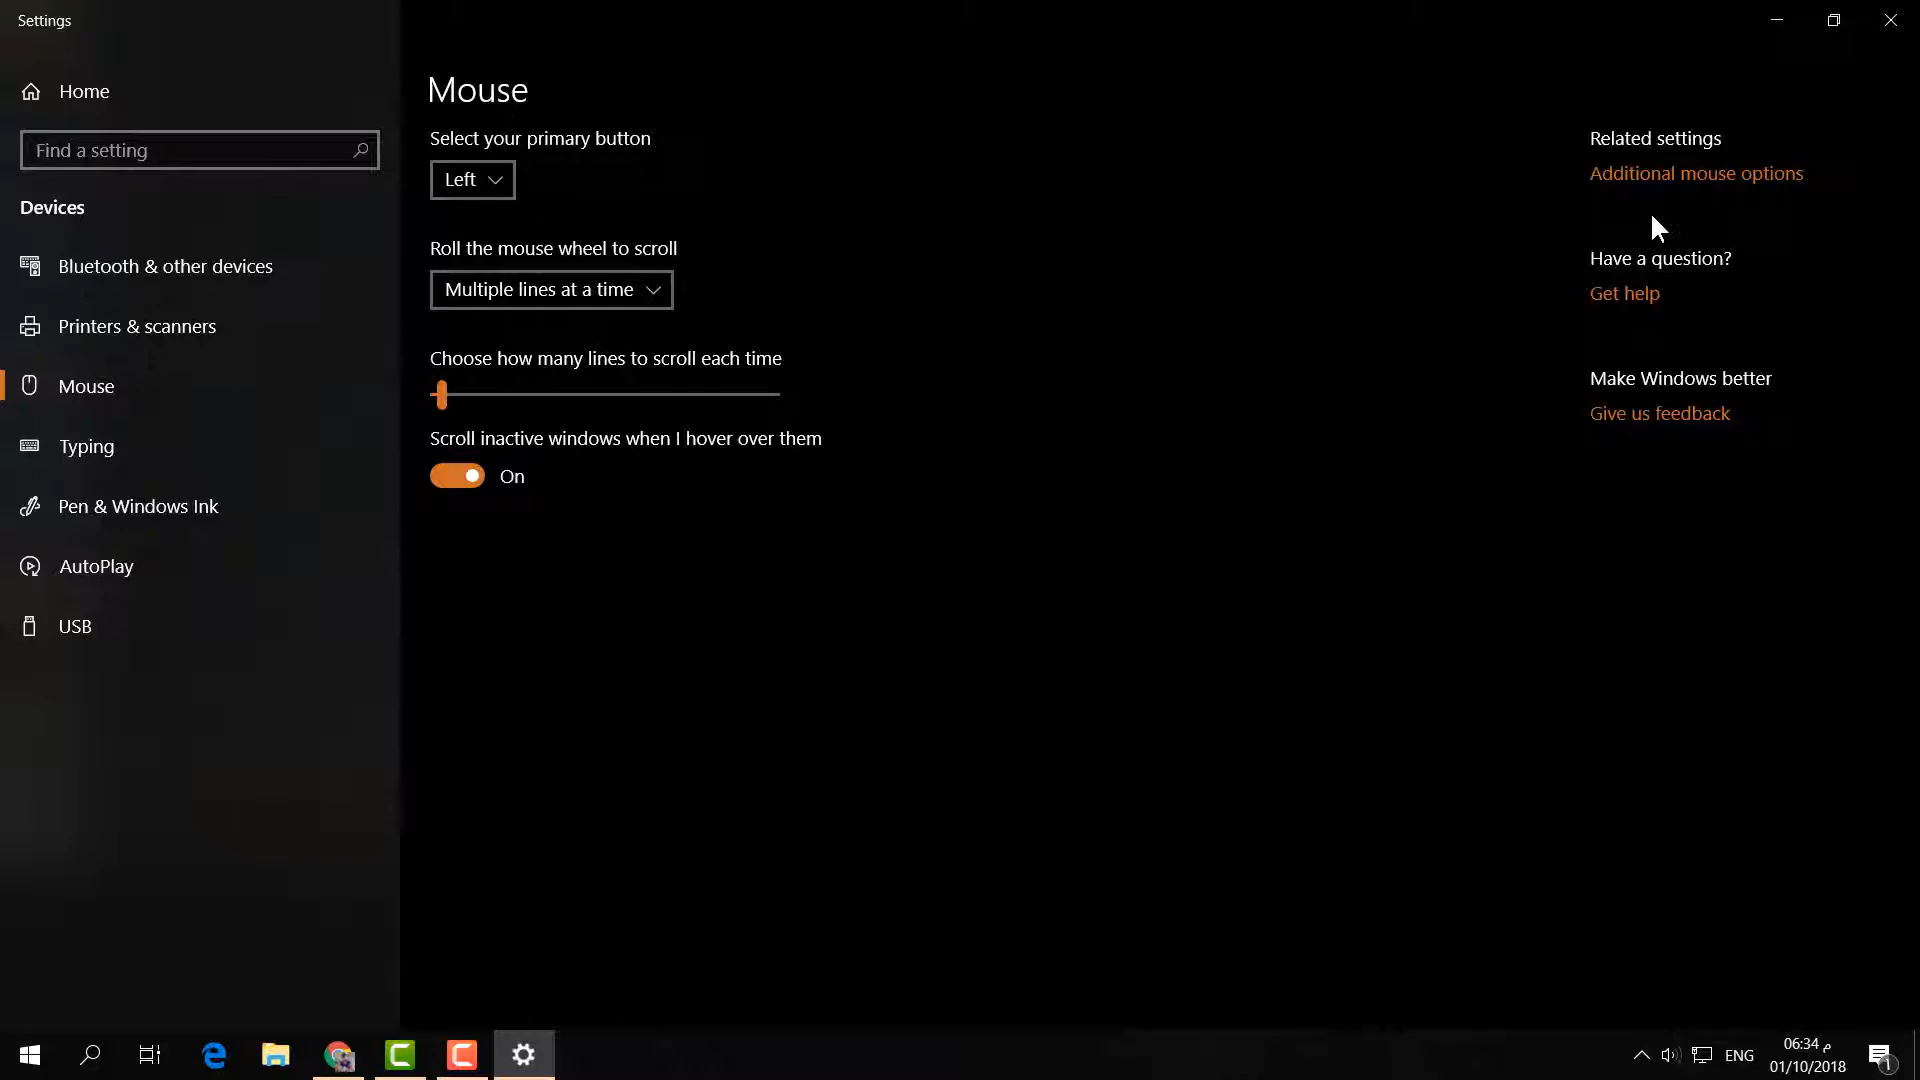 Settings
Home
Find a setting
Devices
Bluetooth & other devices
Printers & scanners
Mouse
Typing
Pen & Windows Ink
AutoPlay
USB
Mouse
Select your primary button
Left
Roll the mouse wheel to scroll
Multiple lines at a time
Choose how many lines to scroll each time
Scroll inactive windows when I hover over them
On
Related settings
Additional mouse options
Have a question?
Get help
Make Windows better
Give us feedback
ENG
06:34 م
01/10/2018
1